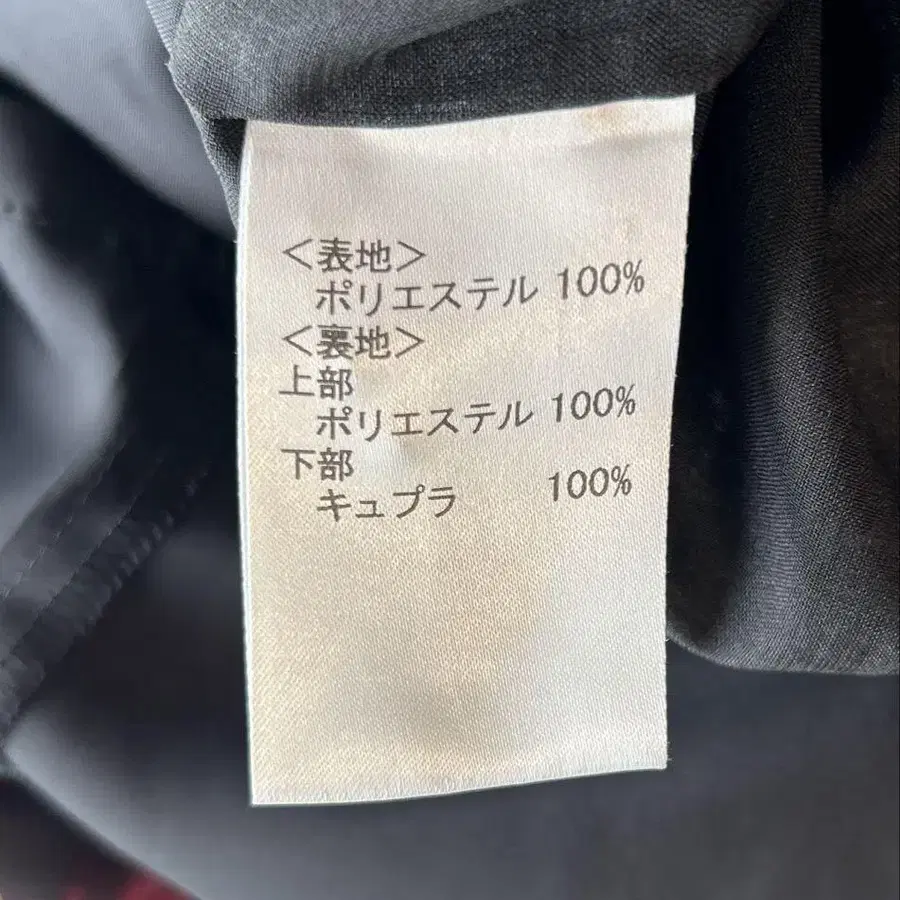 <表地>
ポリエステル 100%
<裏地>
上部
ポリエステル 100%
下部
キュプラ 100%